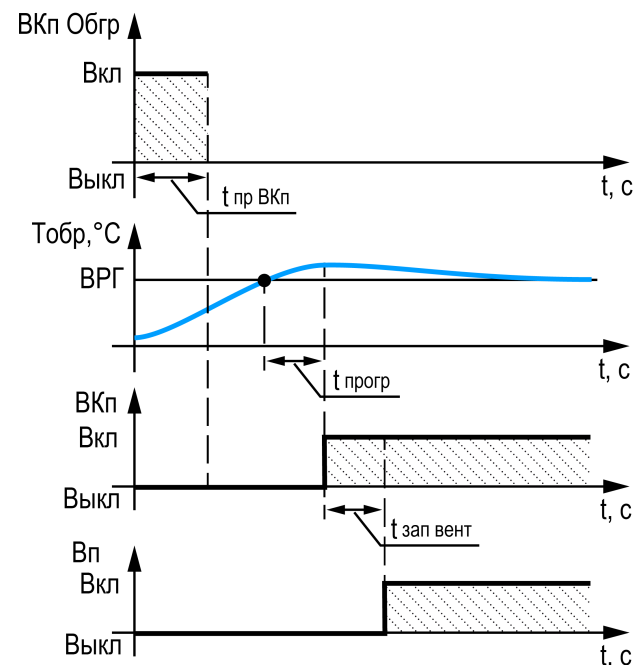 ВКп Обгр
Вкл
Выкл
t, с
t пр ВКп
Тобр,°С
ВРГ
t, с
t прогр
ВКп
Вкл
Выкл
t, с
t зап вент
Вп
Вкл
Выкл
t, с